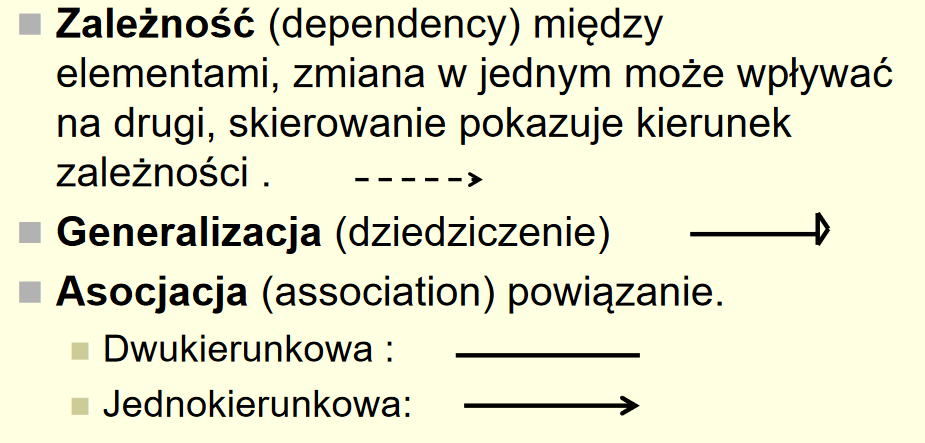 Zależność (dependency) między
elementami, zmiana w jednym może wpływać
na drugi, skierowanie pokazuje kierunek
zależności .
Generalizacja (dziedziczenie)
Asocjacja (association) powiązanie.
Dwukierunkowa :
Jednokierunkowa: